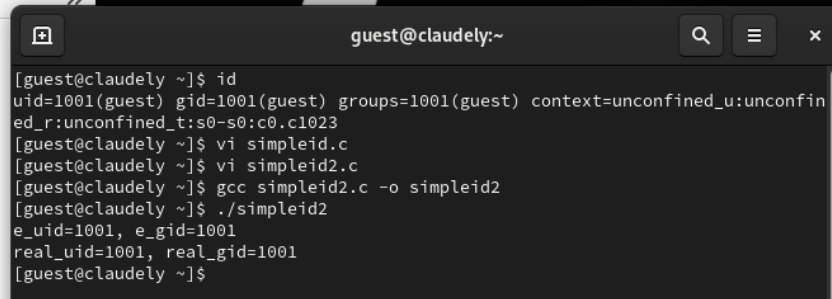 guest@claudely:~
[guest@claudely ~]$ id
uid=1001(guest) gid=1001(guest) groups=1001(guest) context=unconfined_u:unconfin
ed_r:unconfined_t:s0-s0:c0.c1023
[guest@claudely ~]$ vi simpleid.c
[guest@claudely ~]$ vi simpleid2.c
[guest@claudely ~]$ gcc simpleid2.c -o simpleid2
[guest@claudely ~]$ ./simpleid2
e_uid=1001, e_gid=1001
real_uid=1001, real_gid=1001
[guest@claudely ~]$